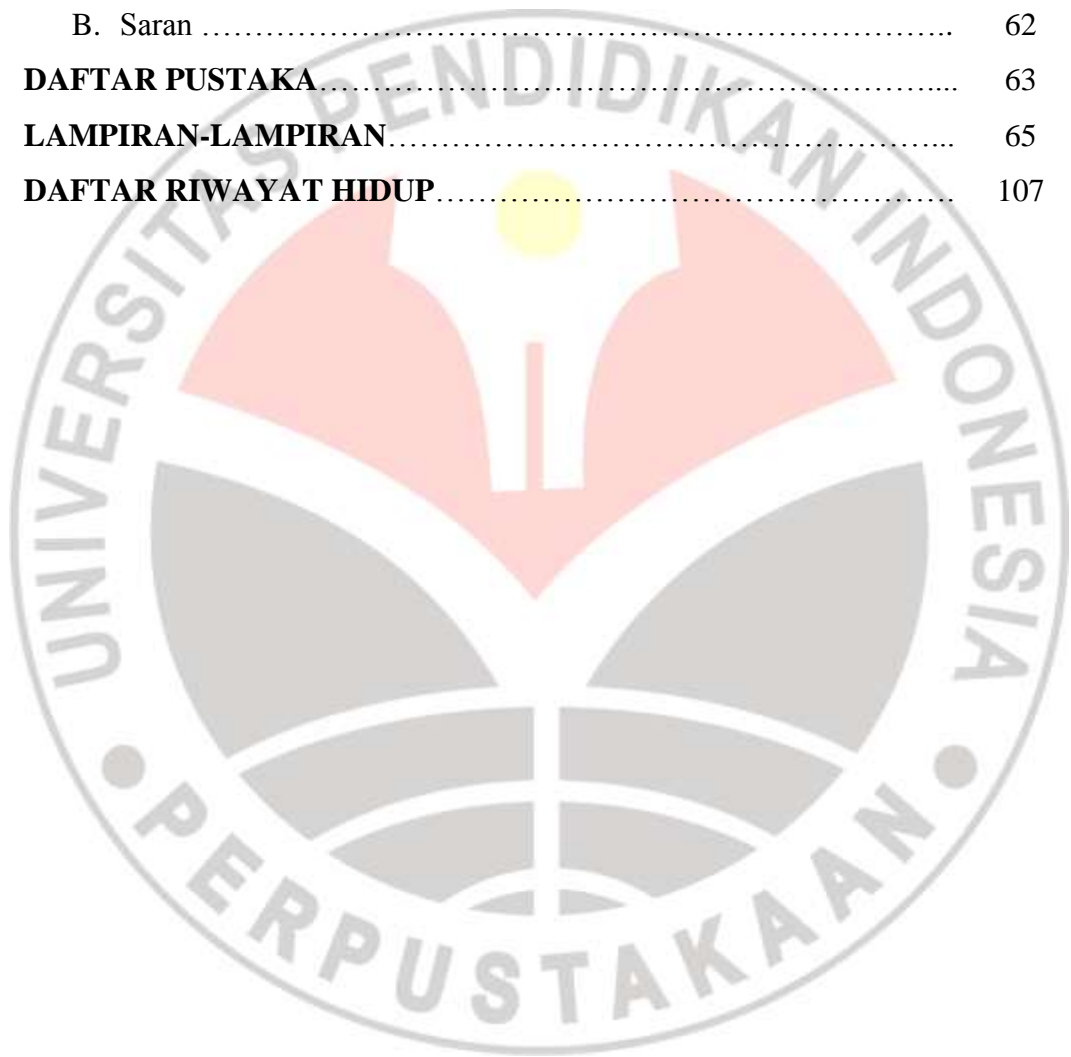 B. Saran ……………………………………………………………….. 62
DAFTAR PUSTAKA………………………………………………….... 63
LAMPIRAN-LAMPIRAN……………………………………………... 65
DAFTAR RIWAYAT HIDUP…………………………………………. 107
UNIVERSITAS PENDIDIKAN INDONESIA
PERPUSTAKAAN